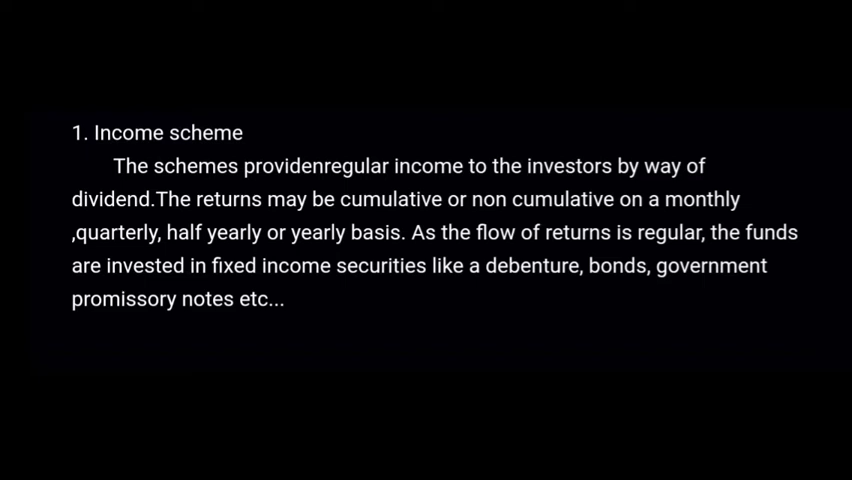 1. Income scheme
The schemes providenregular income to the investors by way of
dividend.The returns may be cumulative or non cumulative on a monthly
,quarterly, half yearly or yearly basis. As the flow of returns is regular, the funds
are invested in fixed income securities like a debenture, bonds, government
promissory notes etc...